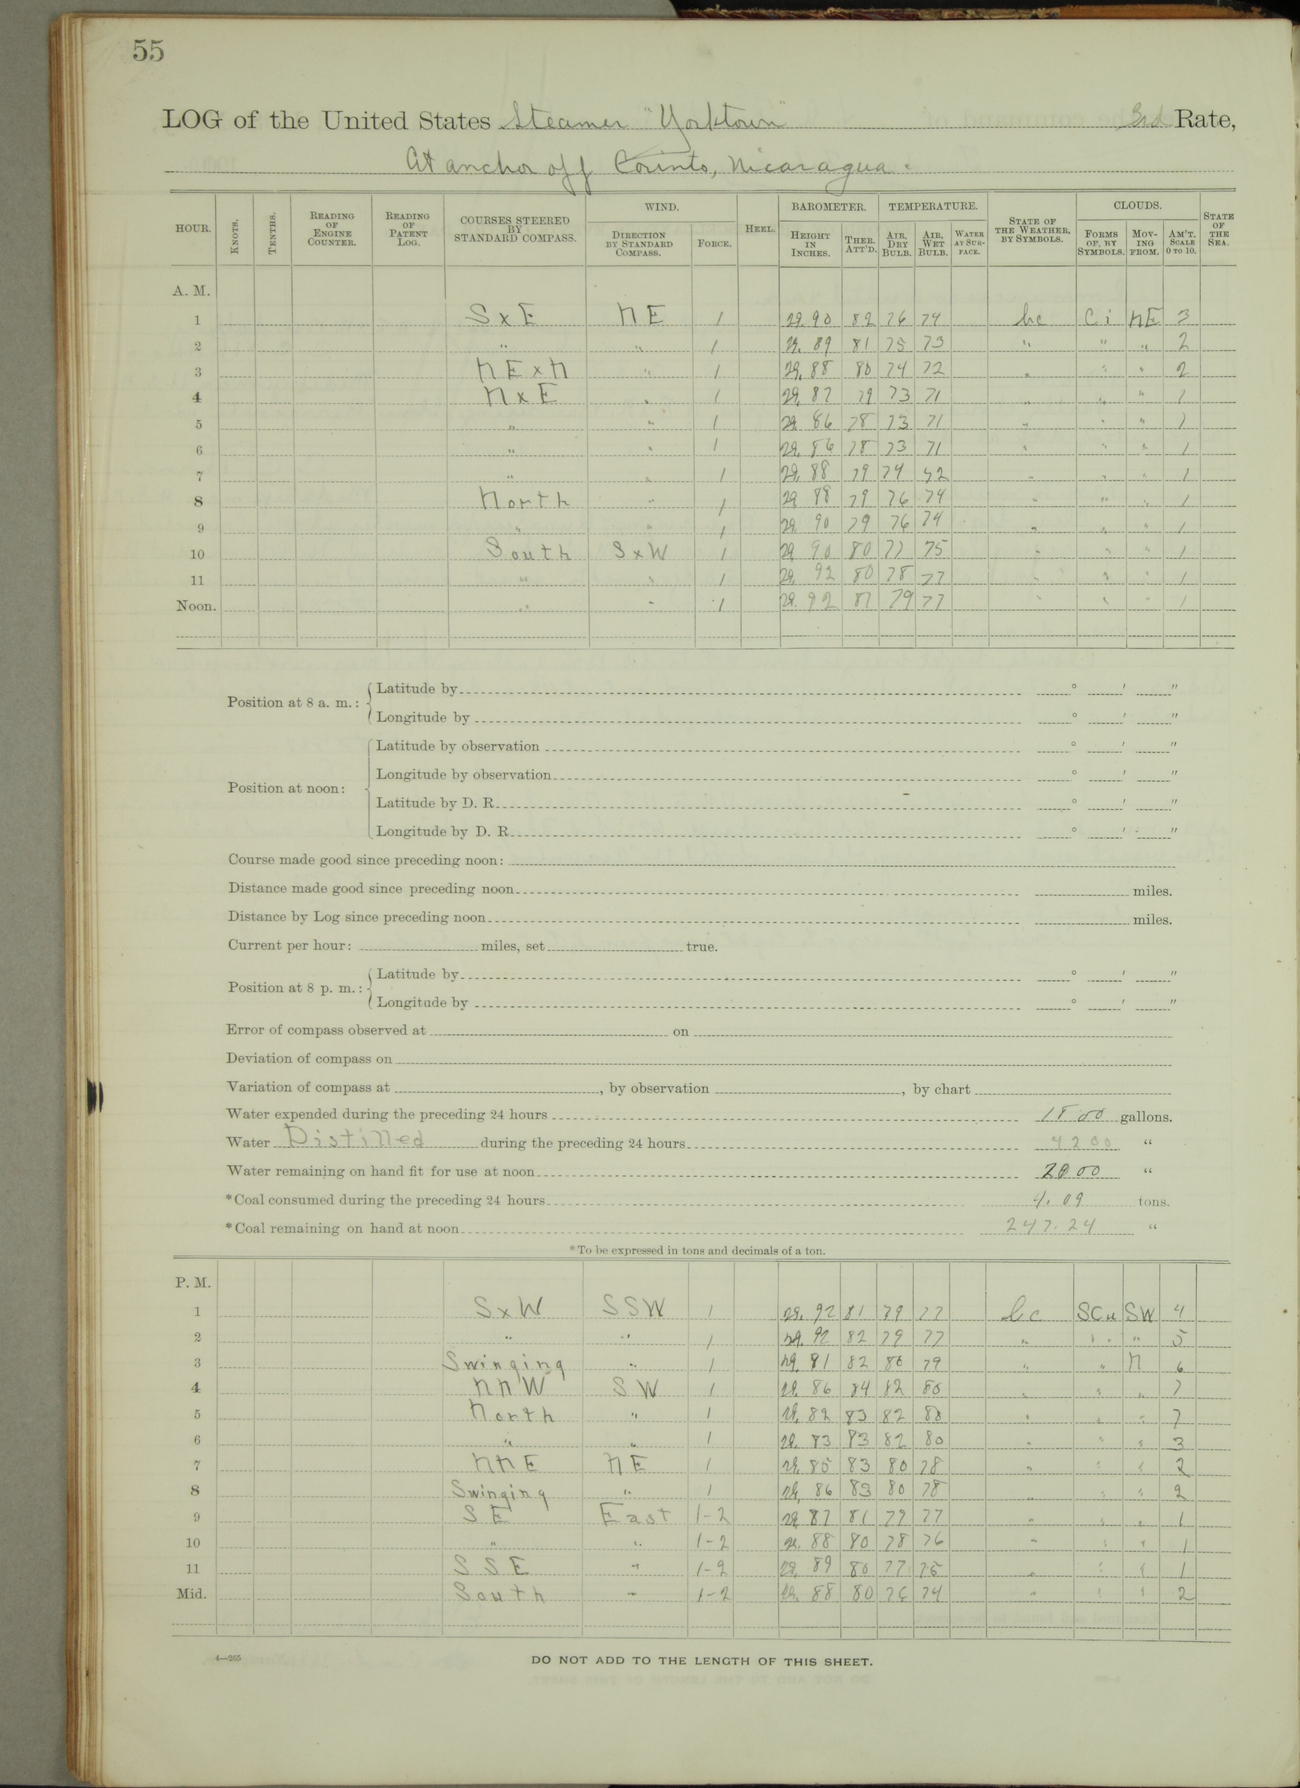 55
LOG of the United States Steamer "Yorktown" 3rd Rate,
At anchor off Corinto, Nicaragua.
HOUR. KNOTS. TENTHS. READING OF ENGINE COUNTER. READING OF PATENT LOG. COURSES STEERED BY STANDARD COMPASS. WIND. DIRECTION BY STANDARD COMPASS. FORCE. HEEL. BAROMETER. HEIGHT IN INCHES. THER. ATT'D. TEMPERATURE. AIR, DRY BULB. AIR, WET BULB. WATER AT SURFACE. STATE OF THE WEATHER, BY SYMBOLS. CLOUDS. FORMS OF, BY SYMBOLS. MOVING FROM. AM'T. SCALE 0 TO 10. STATE OF THE SEA.
A. M.
1 SxE NE 1 29.90 82 76 74 bc Ci NE 3
2 " " 1 29.89 81 75 73 " " " 2
3 NExN " 1 29.88 80 74 72 " " " 2
4 NxE " 1 29.87 79 73 71 " " " 1
5 " " 1 29.86 78 73 71 " " " 1
6 " " 1 29.86 78 73 71 " " " 1
7 " " 1 29.88 79 74 " " " 1
8 North " 1 29.88 79 76 74 " " " 1
9 " " 1 29.90 79 76 74 " " " 1
10 South SxW 1 29.90 80 77 75 " " " 1
11 " " 1 29.92 80 78 77 " " " 1
Noon. " " 1 29.92 81 79 77 " " " 1
Position at 8 a. m.: Latitude by ° ' "
Longitude by ° ' "
Position at noon: Latitude by observation ° ' "
Longitude by observation ° ' "
Latitude by D. R. ° ' "
Longitude by D. R. ° ' "
Course made good since preceding noon:
Distance made good since preceding noon miles.
Distance by Log since preceding noon miles.
Current per hour: miles, set true.
Position at 8 p. m.: Latitude by ° ' "
Longitude by ° ' "
Error of compass observed at on
Deviation of compass on
Variation of compass at , by observation , by chart
Water expended during the preceding 24 hours 1800 gallons.
Water Distilled during the preceding 24 hours 4200 "
Water remaining on hand fit for use at noon "
*Coal consumed during the preceding 24 hours 4.09 tons.
*Coal remaining on hand at noon 247.24 "
*To be expressed in tons and decimals of a ton.
P. M.
1 SxW SSW 1 29.92 81 79 77 bc SCu SW 4
2 " " 1 29.92 82 79 77 " " " 5
3 Swinging " 1 82 80 79 " " N 6
4 NNW SW 1 29.86 84 82 80 " " " 7
5 North " 1 29.82 83 82 80 " " " 7
6 " " 1 29.83 83 82 80 " " " 3
7 NNE NE 1 29.85 83 80 78 " " " 2
8 Swinging " 1 29.86 83 80 78 " " " 2
9 SE East 1-2 29.87 81 77 " " " 1
10 " " 1-2 29.88 80 78 76 " " " 1
11 SSE " 1-2 29.89 80 77 75 " " " 1
Mid. South " 1-2 29.88 80 76 74 " " " 2
4—265
DO NOT ADD TO THE LENGTH OF THIS SHEET.